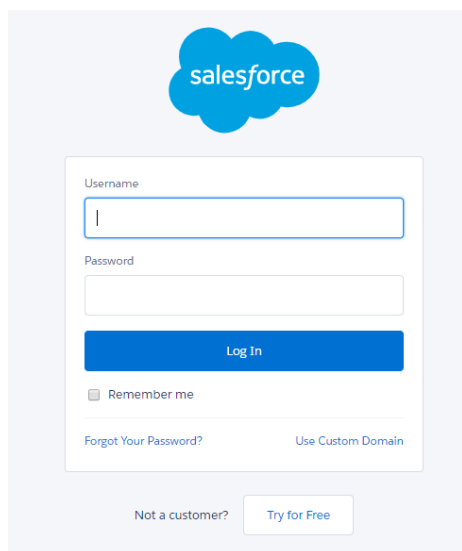 salesforce
Username
Password
Log In
Remember me
Forgot Your Password? Use Custom Domain
Not a customer? Try for Free